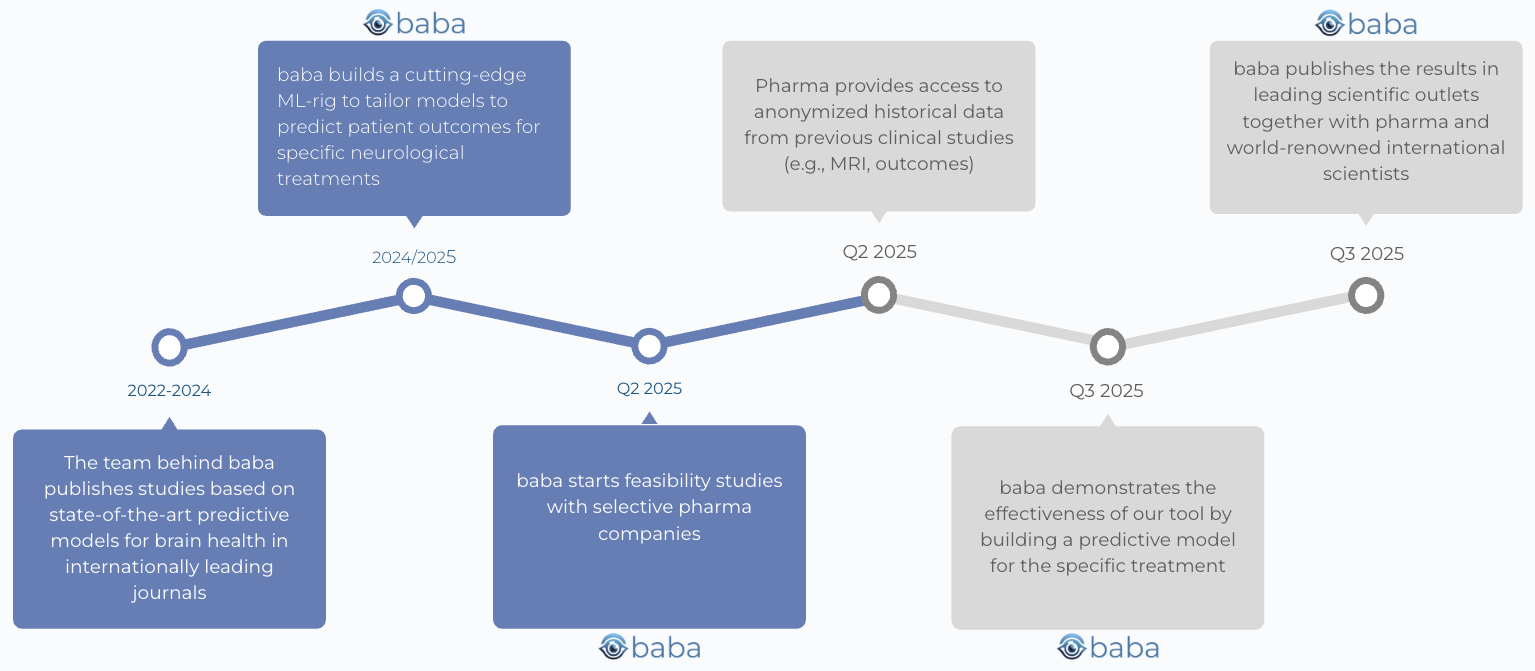 baba
baba builds a cutting-edge
ML-rig to tailor models to
predict patient outcomes for
specific neurological
treatments
2024/2025
Pharma provides access to
anonymized historical data
from previous clinical studies
(e.g., MRI, outcomes)
Q2 2025
baba
baba publishes the results in
leading scientific outlets
together with pharma and
world-renowned international
scientists
Q3 2025
2022-2024
The team behind baba
publishes studies based on
state-of-the-art predictive
models for brain health in
internationally leading
journals
Q2 2025
baba starts feasibility studies
with selective pharma
companies
baba
Q3 2025
baba demonstrates the
effectiveness of our tool by
building a predictive model
for the specific treatment
baba